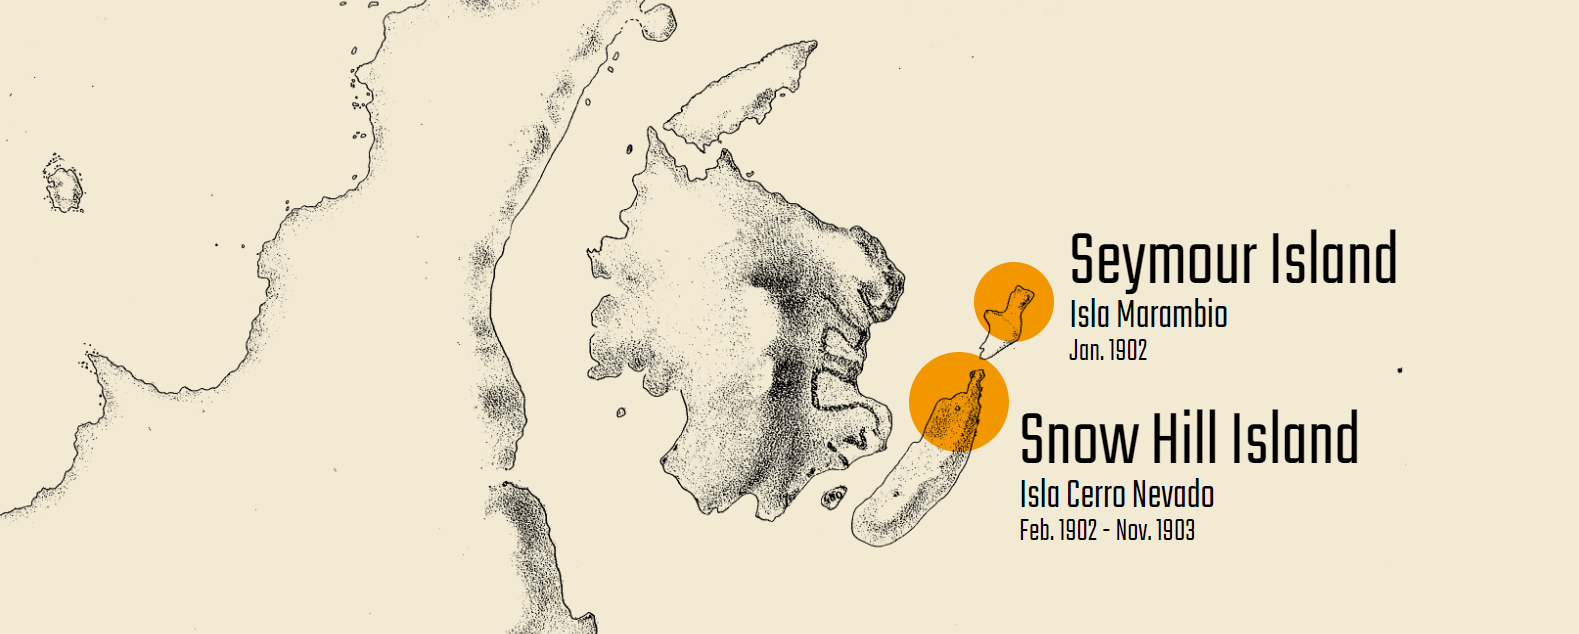 Seymour Island
Isla Marambio
Jan. 1902
Snow Hill Island
Isla Cerro Nevado
Feb. 1902 - Nov. 1903